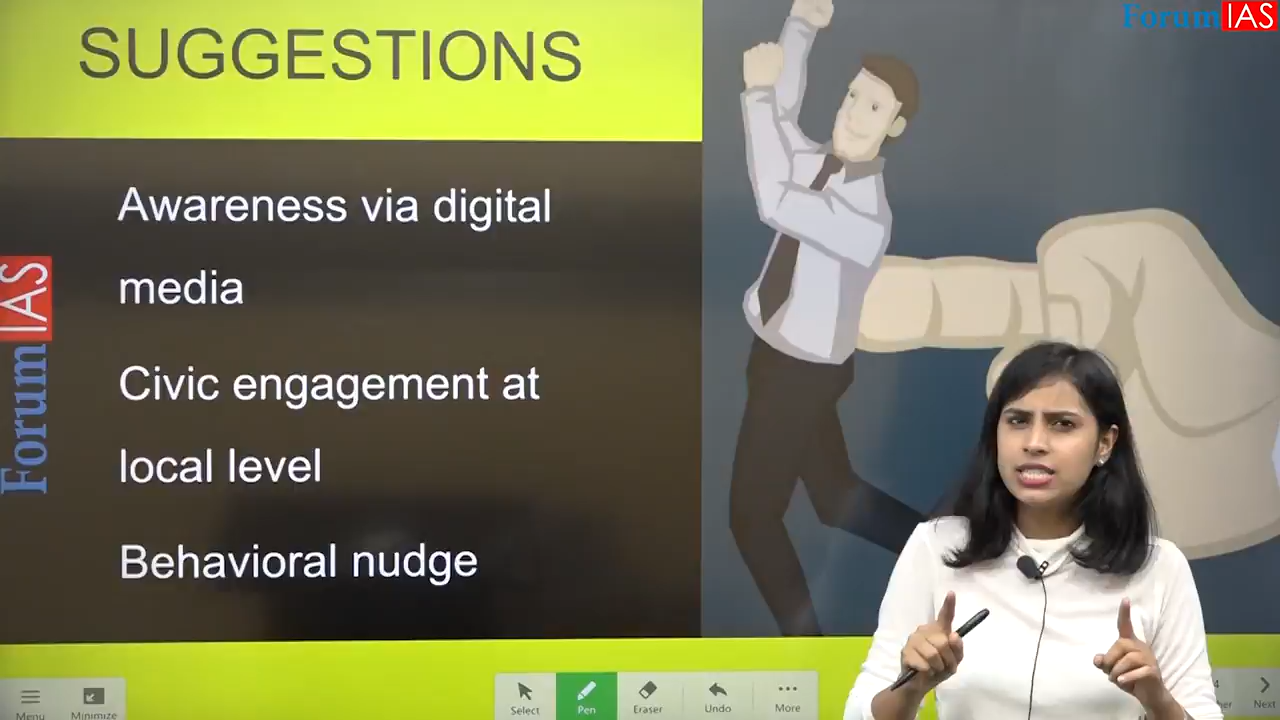 SUGGESTIONS
ForumIAS
Awareness via digital
media
Civic engagement at
local level
Behavioral nudge
ForumIAS
Menu
Minimize
Select
Pen
Eraser
Undo
More
Next